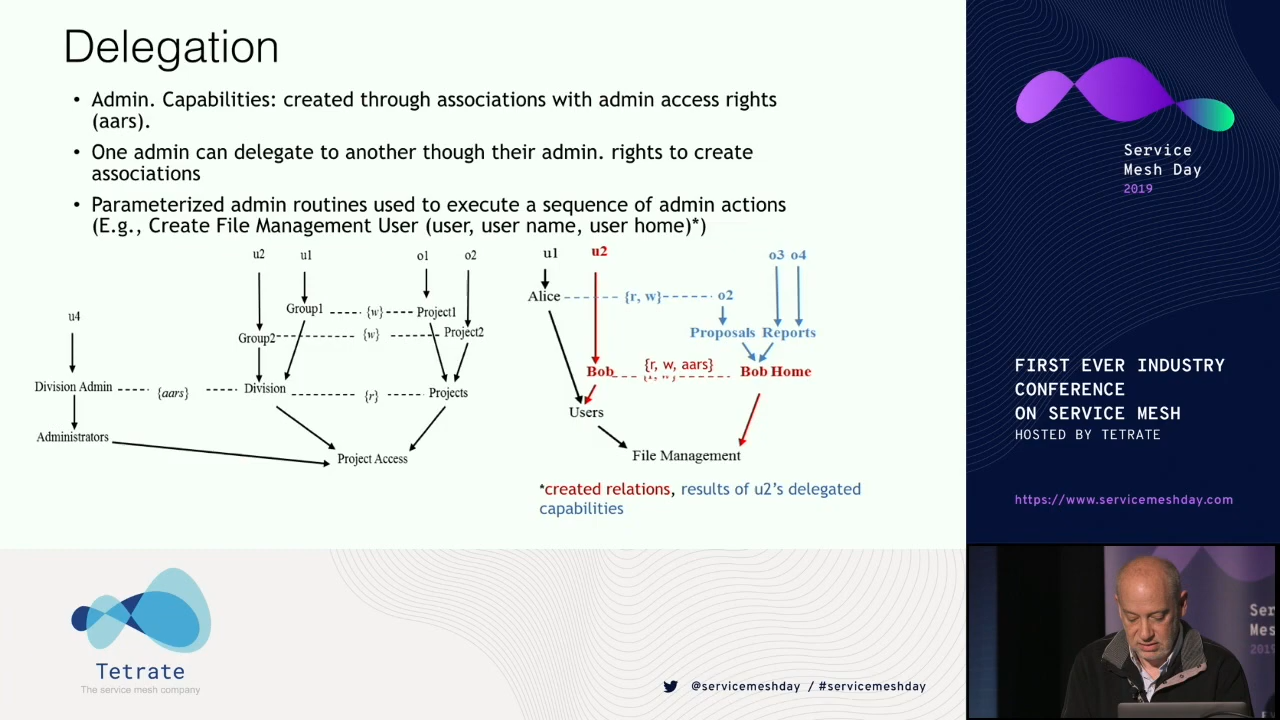 Delegation
• Admin. Capabilities: created through associations with admin access rights
(aars).
• One admin can delegate to another though their admin. rights to create
associations
• Parameterized admin routines used to execute a sequence of admin actions
(E.g., Create File Management User (user, user name, user home)*)
u2 u1 o1 o2
Group1 {w} Project1
u4
Group2 {w} Project2
Division Admin {aars} Division {r} Projects
Administrators
Project Access
u1 u2 o3 o4
Alice {r, w} o2
Proposals Reports
{r, w, aars}
Bob Bob Home
Users
File Management
*created relations, results of u2's delegated
capabilities
Service
Mesh Day
2019
FIRST EVER INDUSTRY
CONFERENCE
ON SERVICE MESH
HOSTED BY TETRATE
https://www.servicemeshday.com
Tetrate
The service mesh company
@servicemeshday / #servicemeshday
Ser
Mes
2019